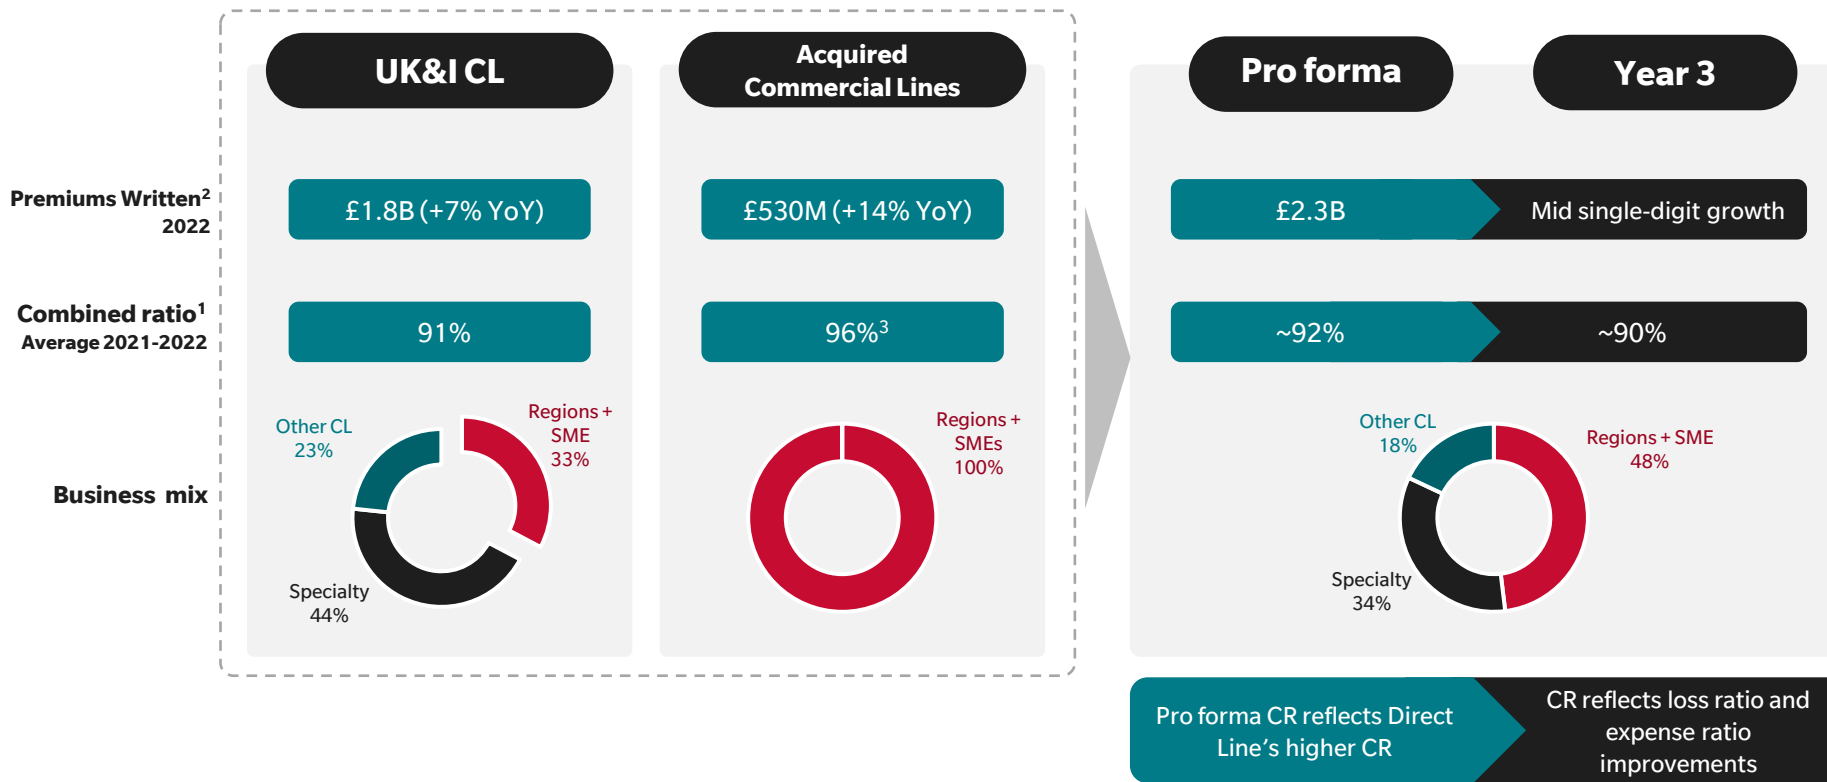 UK&I CL
Acquired
Commercial Lines
Pro forma
Year 3
Premiums Written2
2022
£1.8B (+7% YoY)
£530M (+14% YoY)
£2.3B
Mid single-digit growth
Combined ratio1
Average 2021-2022
91%
96%3
~92%
~90%
Business mix
Other CL
23%
Regions +
SME
33%
Specialty
44%
Regions +
SMEs
100%
Other CL
18%
Regions + SME
48%
Specialty
34%
Pro forma CR reflects Direct
Line's higher CR
CR reflects loss ratio and
expense ratio
improvements